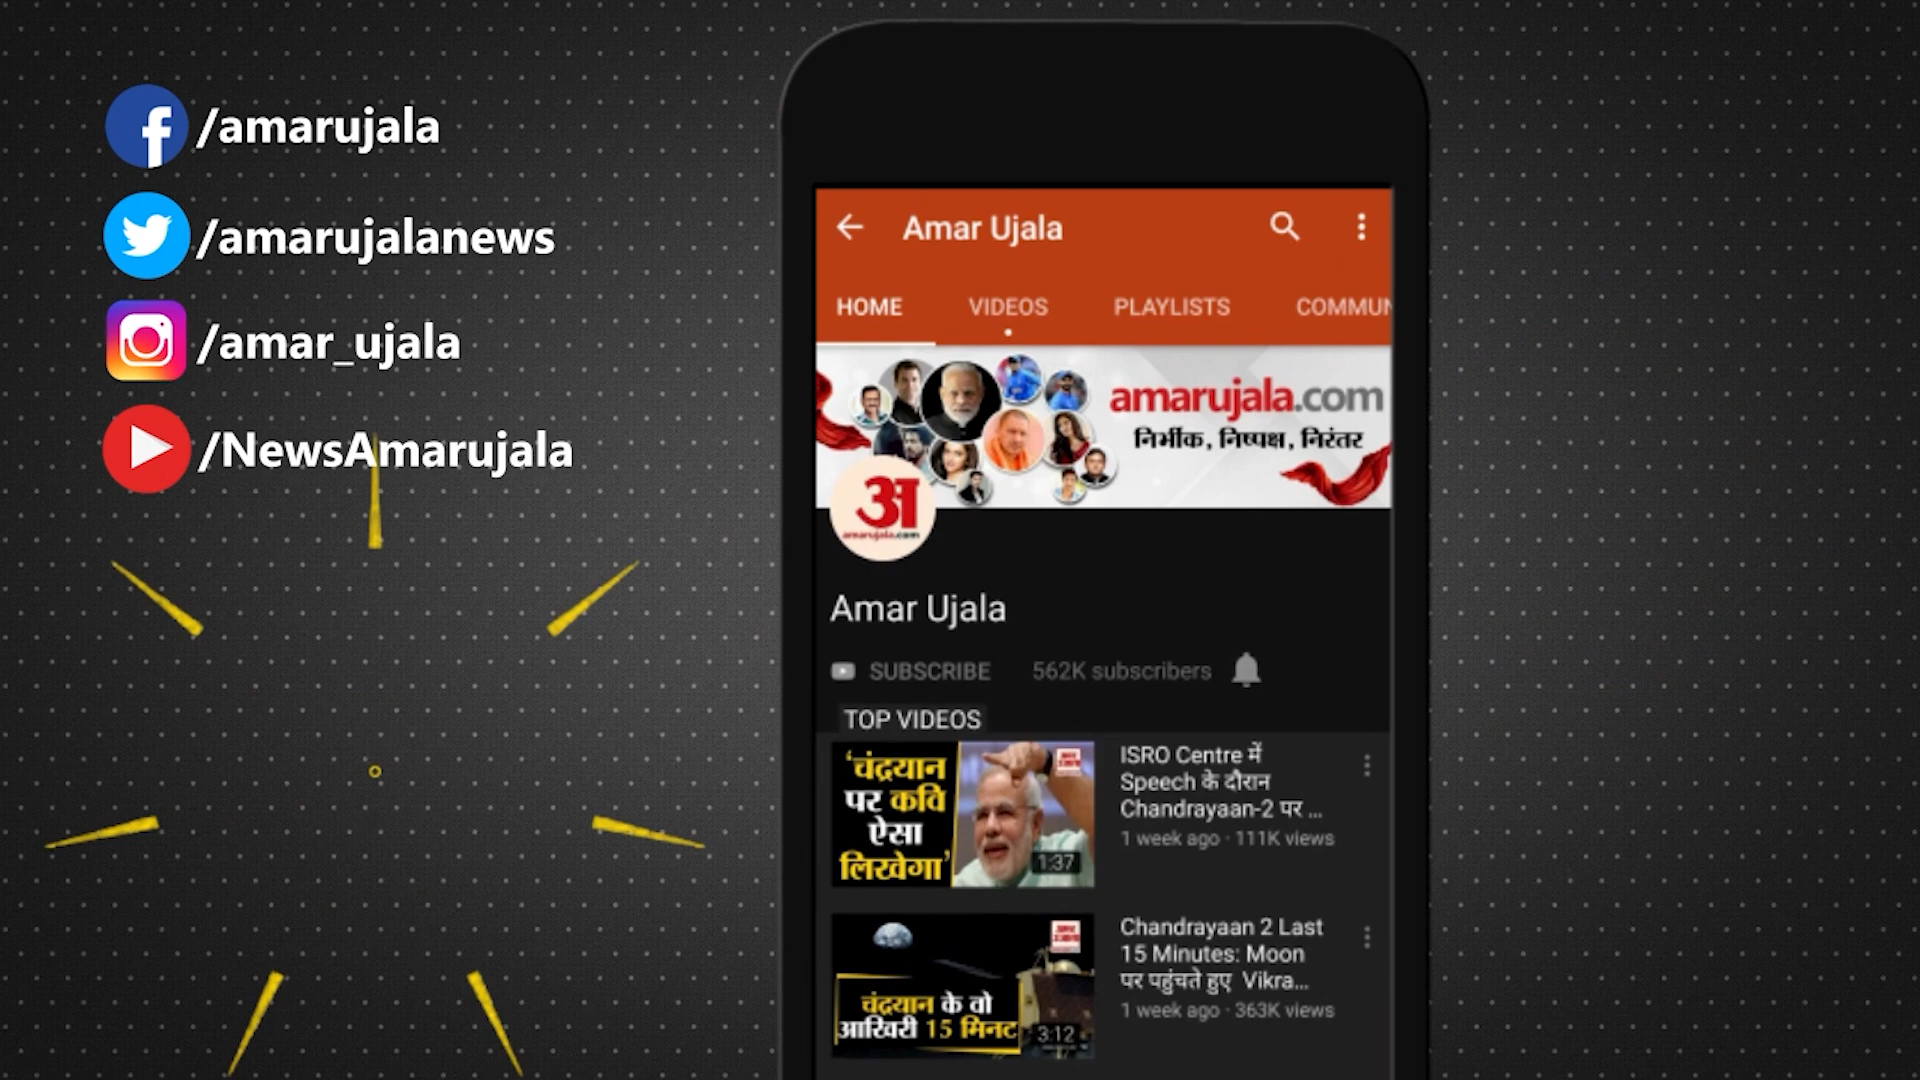 /amarujala
/amarujalanews
/amar_ujala
/NewsAmarujala
Amar Ujala
HOME VIDEOS PLAYLISTS COMMUN
amarujala.com
निर्भीक, निष्पक्ष, निरंतर
अ
amarujala.com
Amar Ujala
SUBSCRIBE 562K subscribers
TOP VIDEOS
'चंद्रयान
पर कवि
ऐसा
लिखेगा'
1:37
ISRO Centre में
Speech के दौरान
Chandrayaan-2 पर ...
1 week ago · 111K views
चंद्रयान के वो
आखिरी 15 मिनट
3:12
Chandrayaan 2 Last
15 Minutes: Moon
पर पहुंचते हुए Vikra...
1 week ago · 363K views